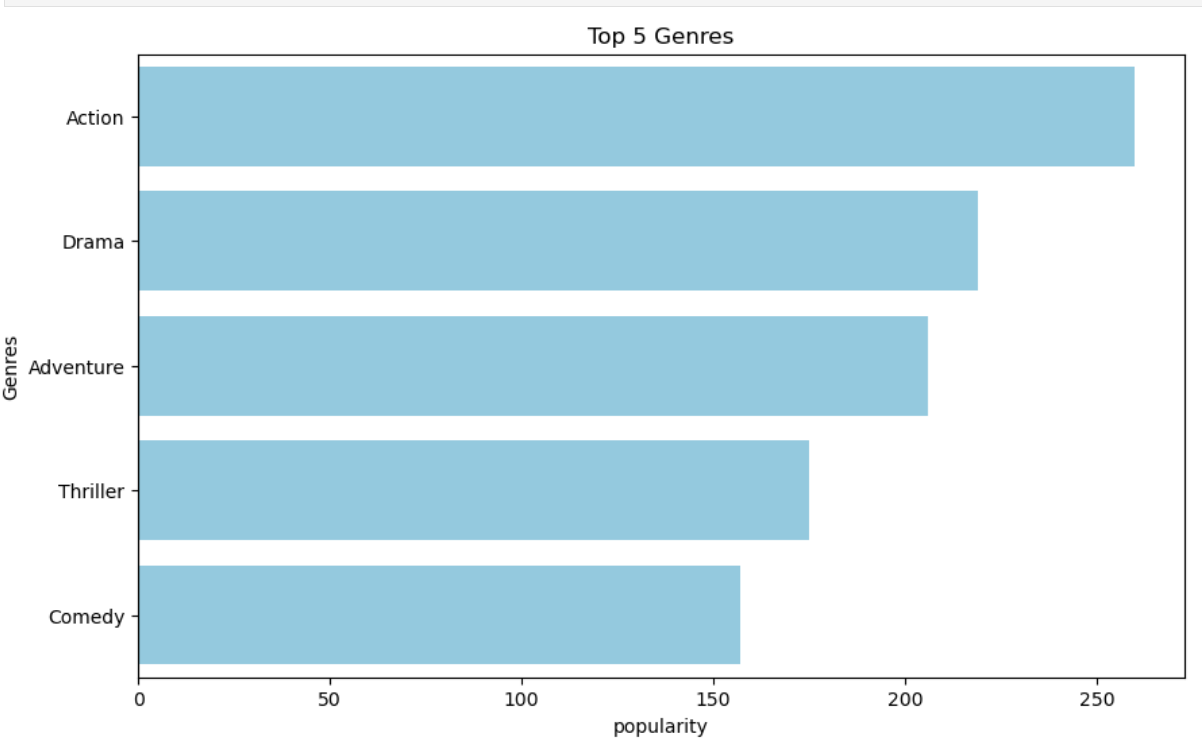 Top 5 Genres
Genres
Action
Drama
Adventure
Thriller
Comedy
0 50 100 150 200 250
popularity